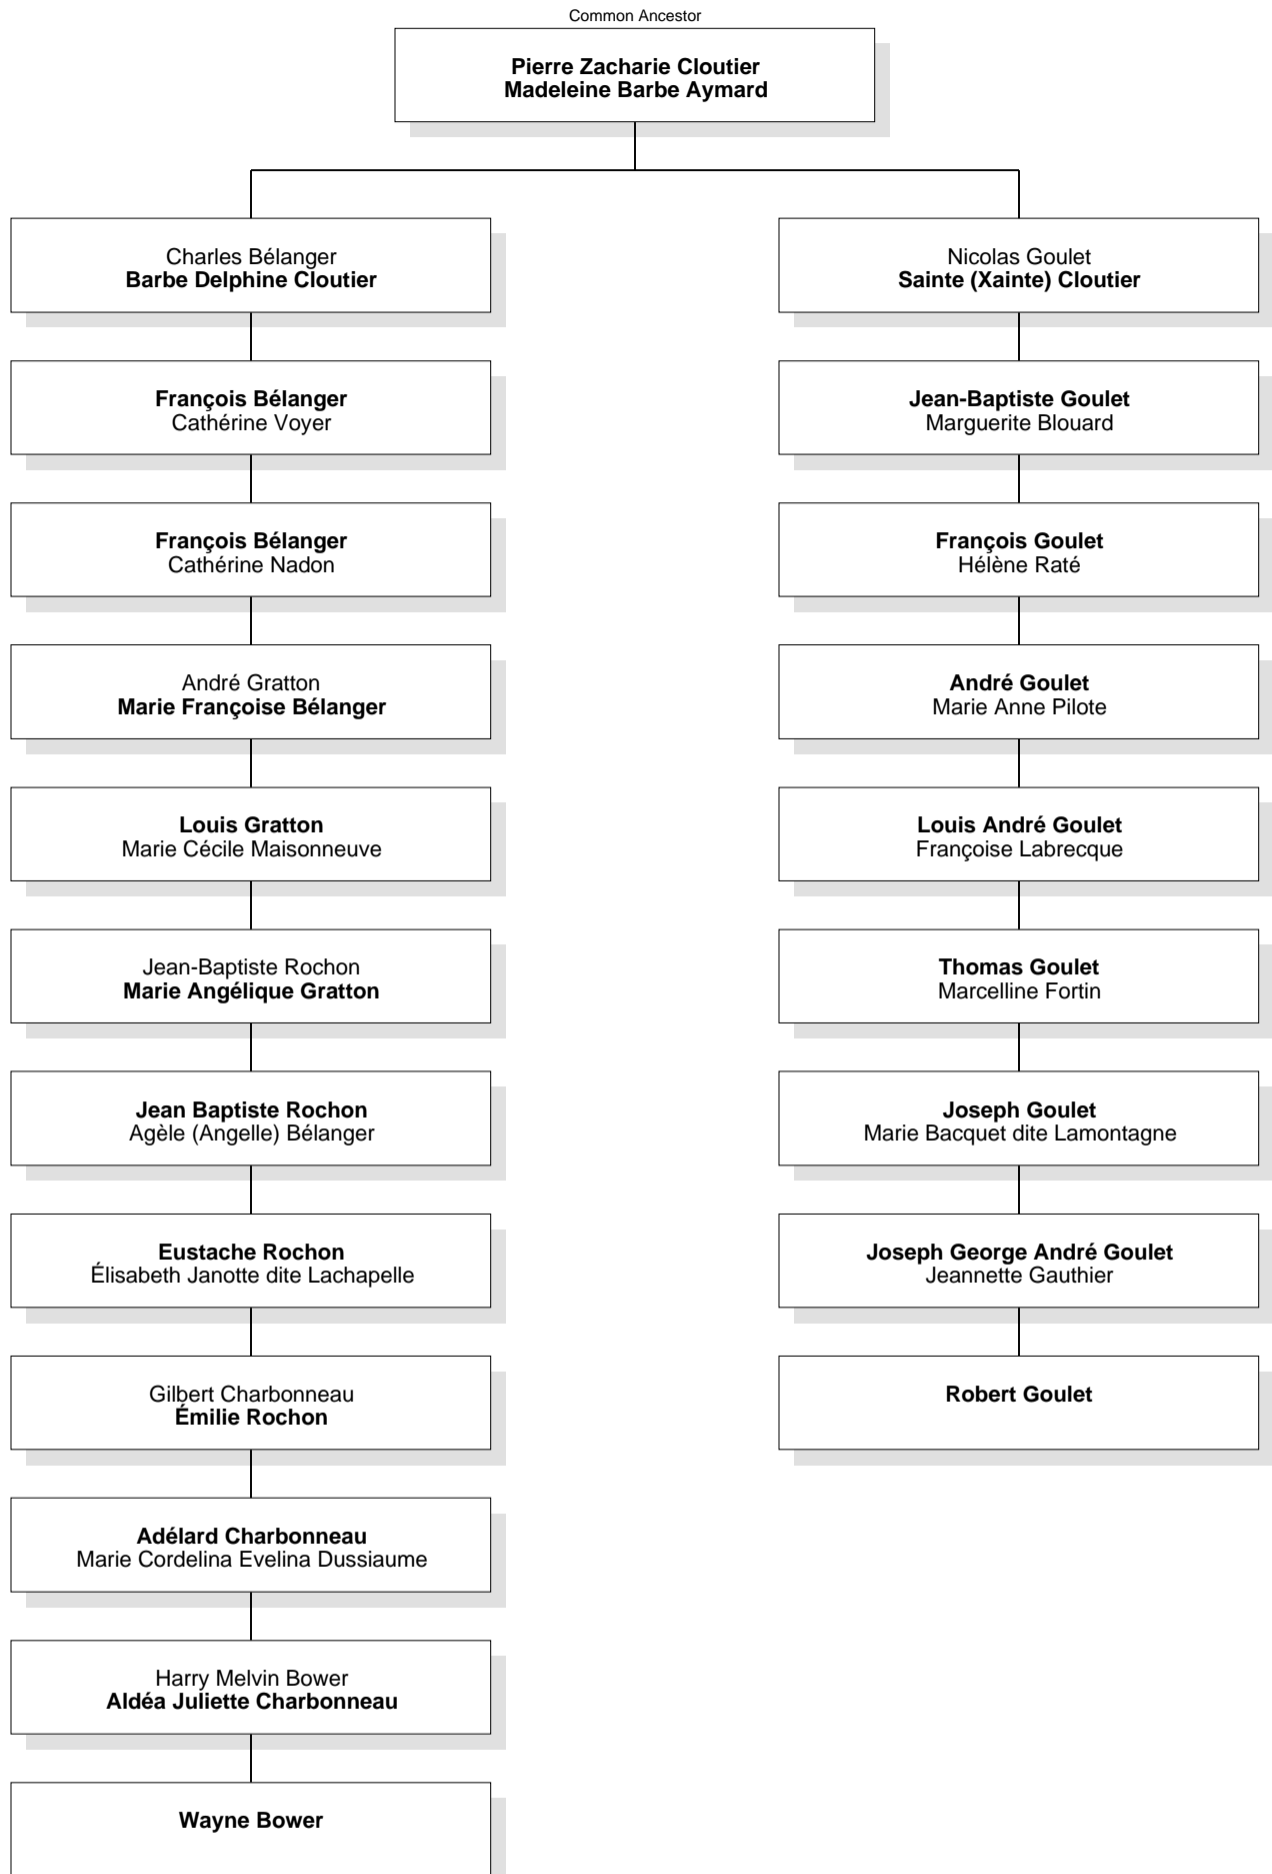 Common Ancestor
Pierre Zacharie Cloutier
Madeleine Barbe Aymard
Charles Bélanger
Barbe Delphine Cloutier
Nicolas Goulet
Sainte (Xainte) Cloutier
François Bélanger
Cathérine Voyer
Jean-Baptiste Goulet
Marguerite Blouard
François Bélanger
Cathérine Nadon
François Goulet
Hélène Raté
André Gratton
Marie Françoise Bélanger
André Goulet
Marie Anne Pilote
Louis Gratton
Marie Cécile Maisonneuve
Louis André Goulet
Françoise Labrecque
Jean-Baptiste Rochon
Marie Angélique Gratton
Thomas Goulet
Marcelline Fortin
Jean Baptiste Rochon
Agèle (Angelle) Bélanger
Joseph Goulet
Marie Bacquet dite Lamontagne
Eustache Rochon
Élisabeth Janotte dite Lachapelle
Joseph George André Goulet
Jeannette Gauthier
Gilbert Charbonneau
Émilie Rochon
Robert Goulet
Adélard Charbonneau
Marie Cordelina Evelina Dussiaume
Harry Melvin Bower
Aldéa Juliette Charbonneau
Wayne Bower